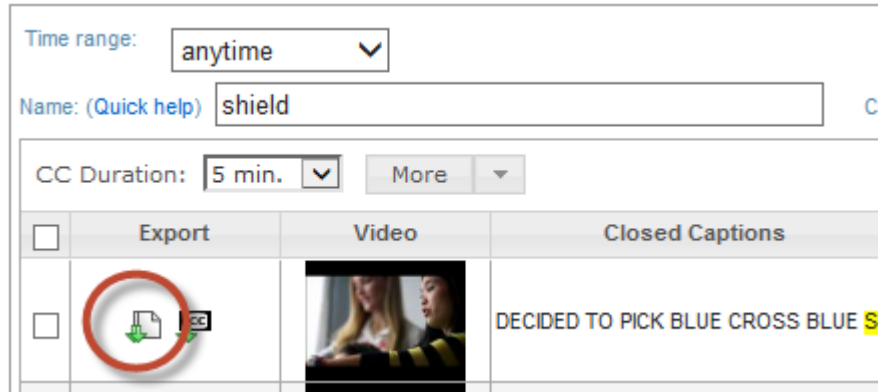 Time range: anytime
Name: (Quick help) shield C
CC Duration: 5 min. More
Export Video Closed Captions
CC DECIDED TO PICK BLUE CROSS BLUE S